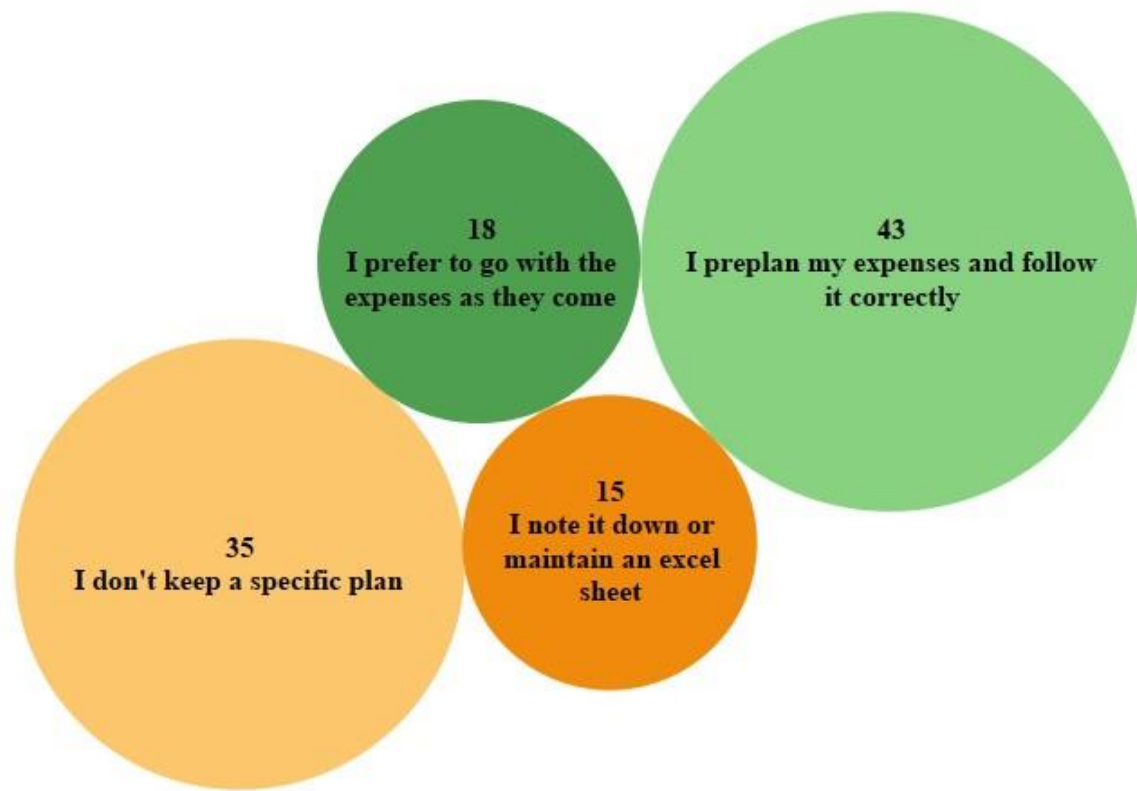 18
I prefer to go with the
expenses as they come
43
I preplan my expenses and follow
it correctly
35
I don't keep a specific plan
15
I note it down or
maintain an excel
sheet